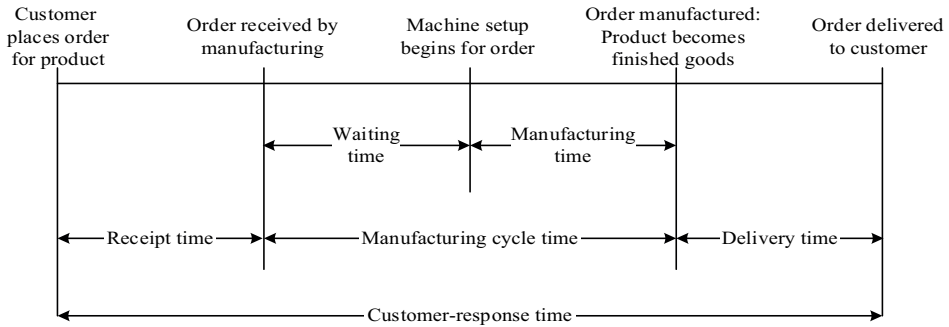 Customer
places order
for product
Order received by
manufacturing
Machine setup
begins for order
Order manufactured:
Product becomes
finished goods
Order delivered
to customer
Waiting
time
Manufacturing
time
Receipt time
Manufacturing cycle time
Delivery time
Customer-response time